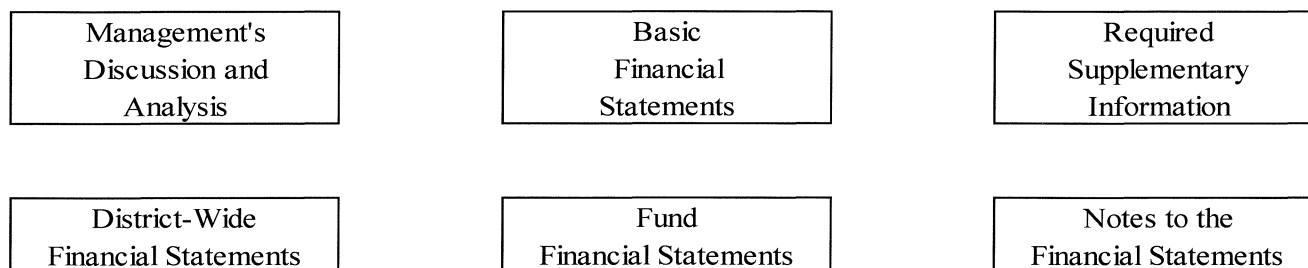 Management's
Discussion and
Analysis
Basic
Financial
Statements
Required
Supplementary
Information
District-Wide
Financial Statements
Fund
Financial Statements
Notes to the
Financial Statements